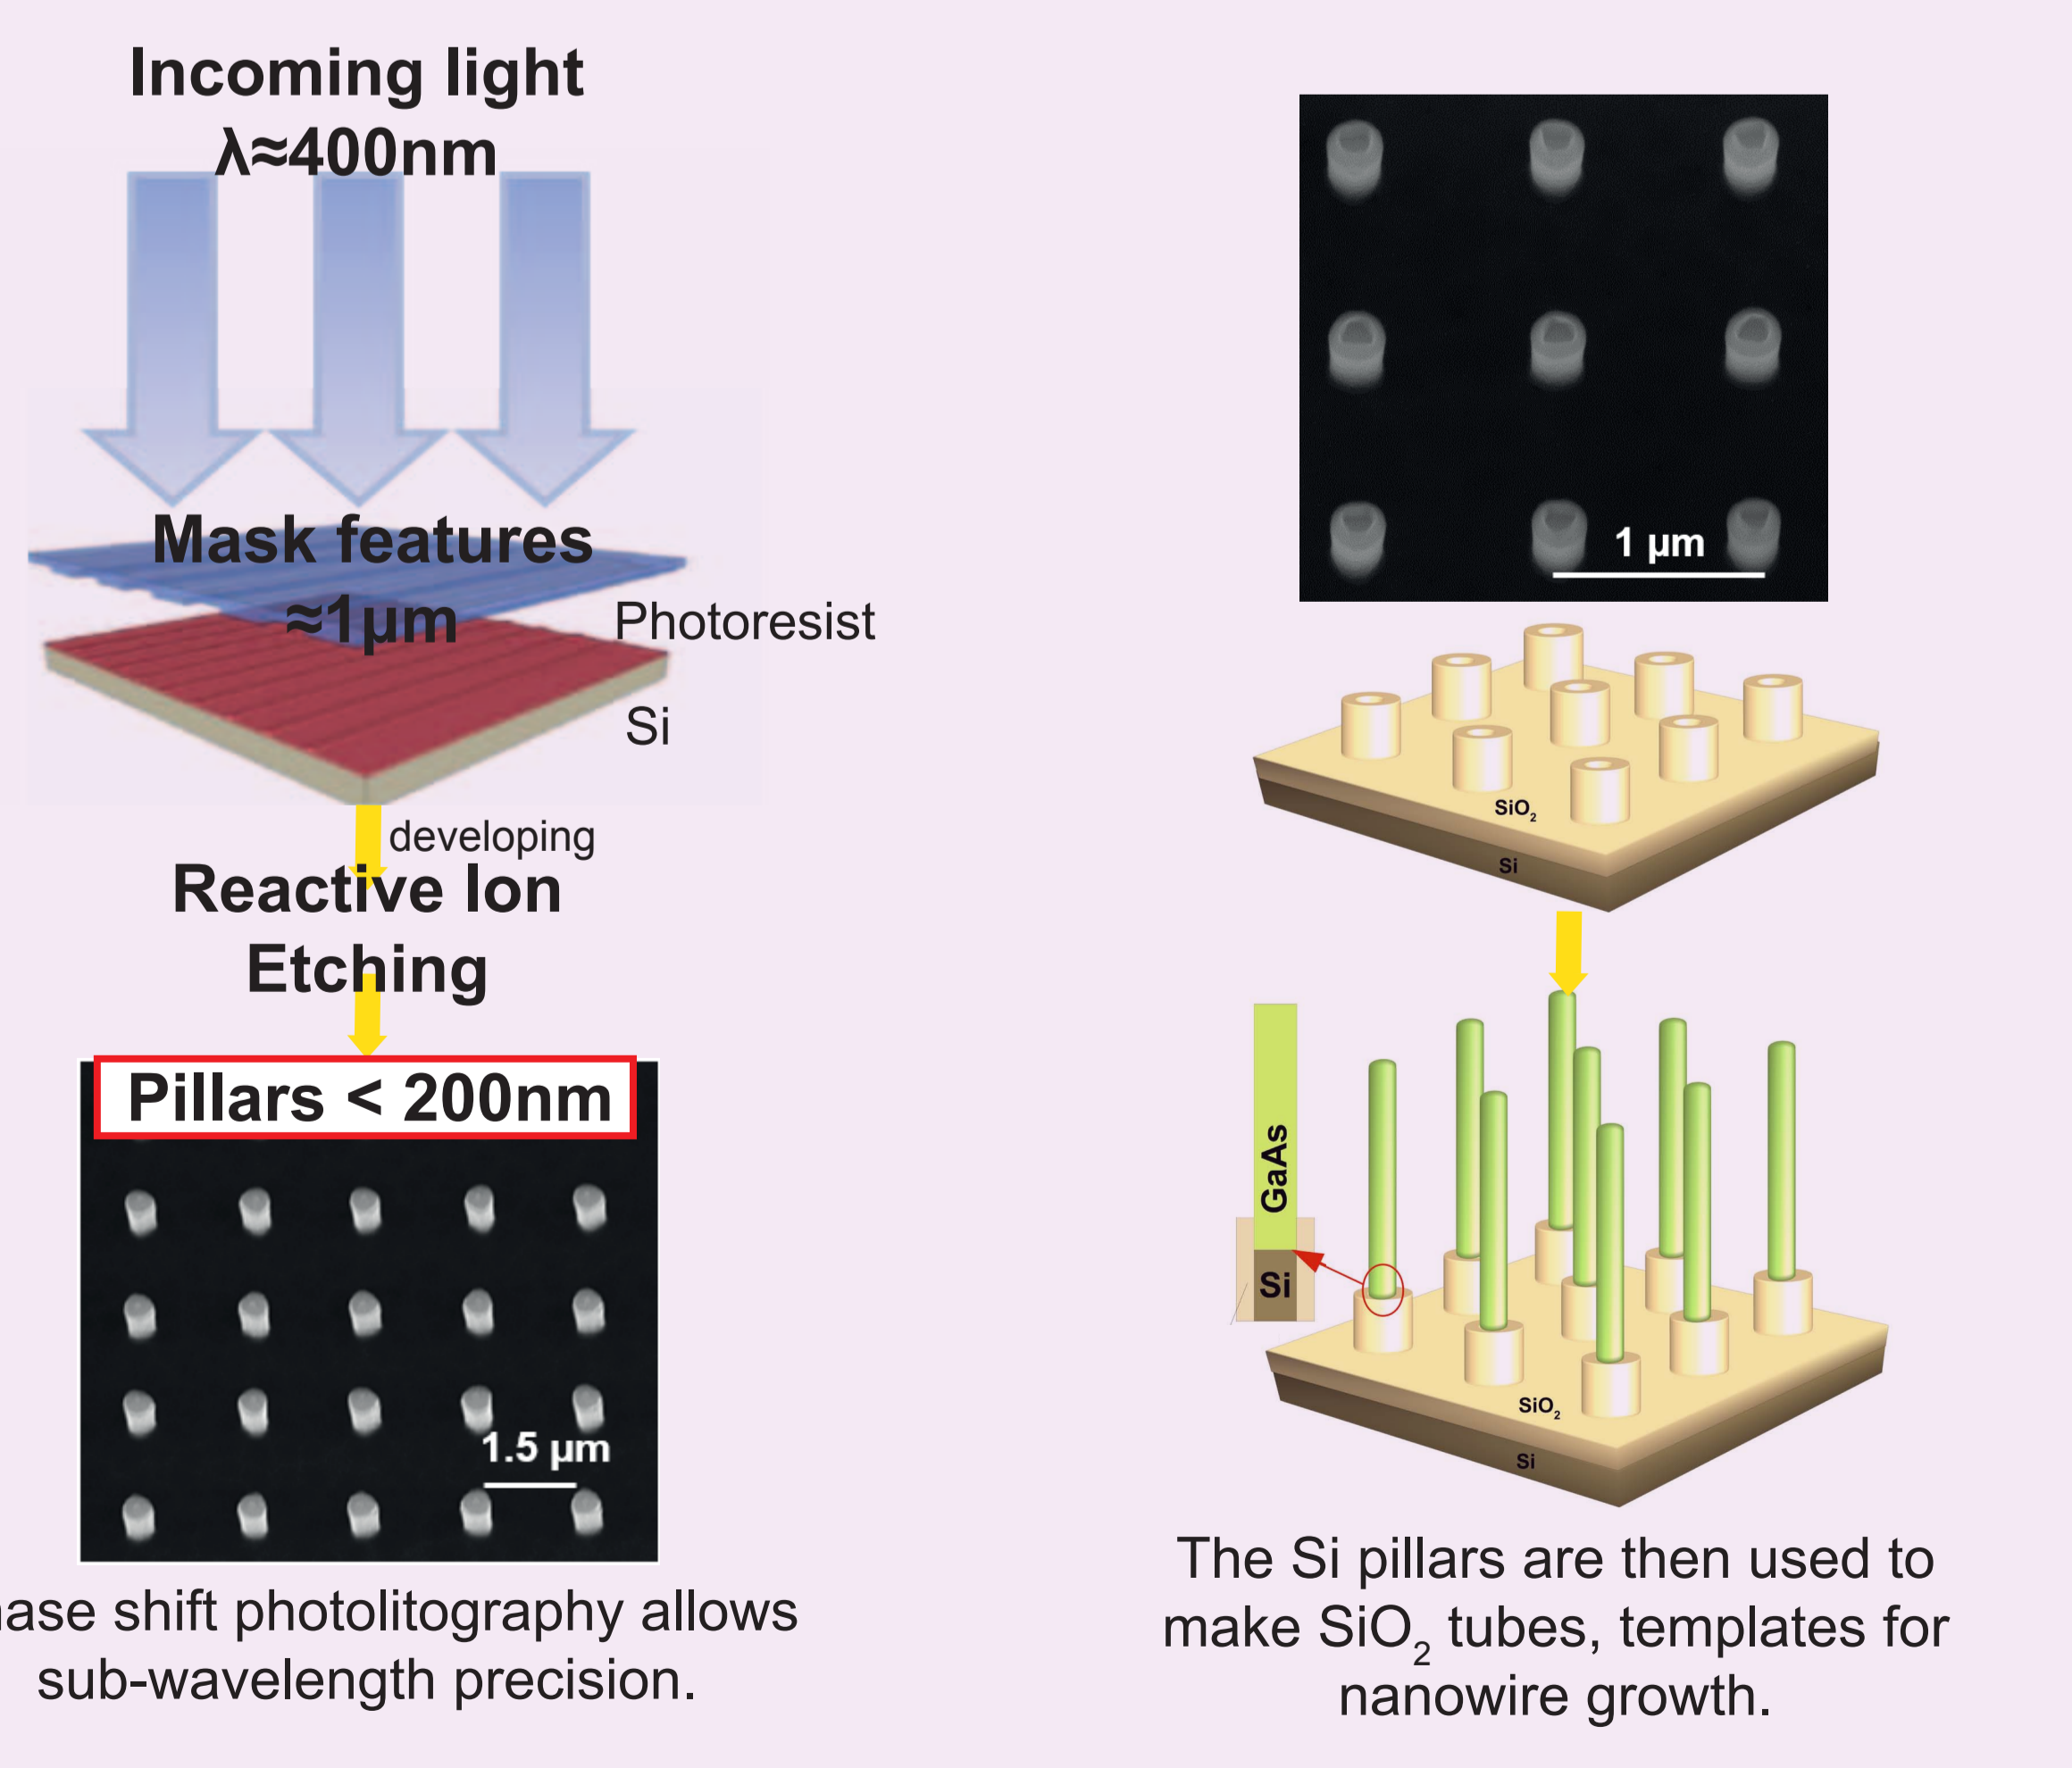 Incoming light
λ≈400nm
Mask features
≈1μm
Photoresist
Si
developing
Reactive Ion
Etching
Pillars < 200nm
1.5 μm
ase shift photolitography allows
sub-wavelength precision.
1 μm
SiO₂
Si
GaAs
Si
SiO₂
Si
The Si pillars are then used to
make SiO₂ tubes, templates for
nanowire growth.